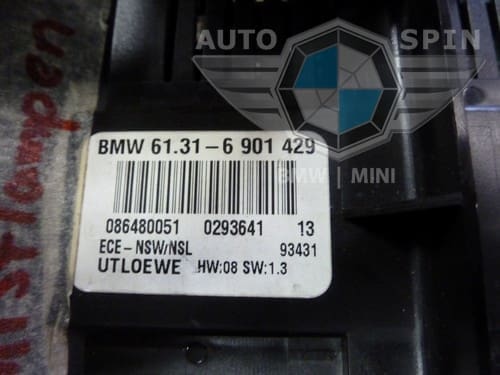 AUTO SPIN
BMW | MINI
BMW 61.31-6 901 429
086480051 0293641 13
ECE-NSW/NSL 93431
UTLOEWE HW:08 SW:1.3